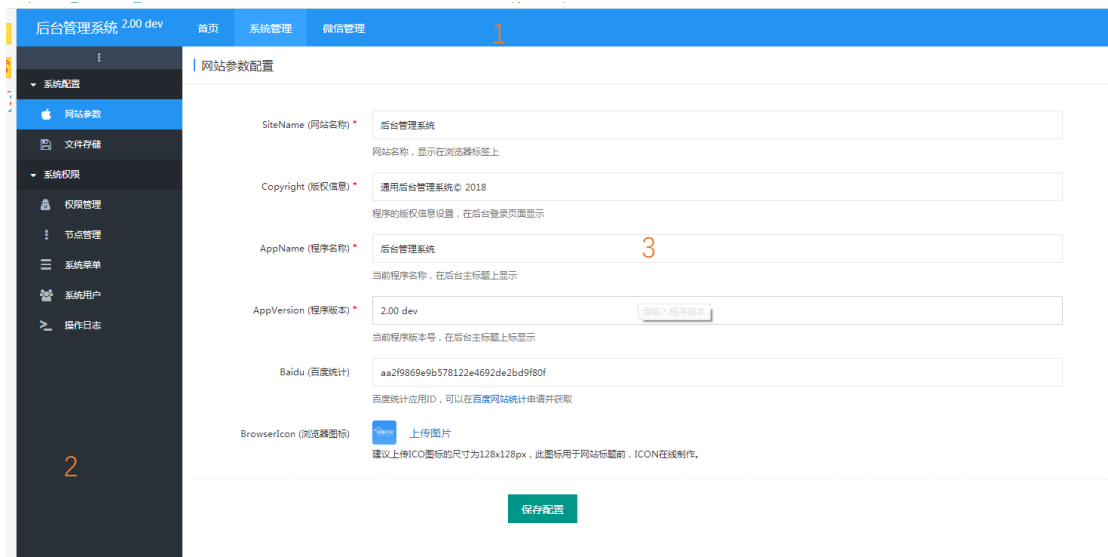 后台管理系统 2.00 dev
首页 系统管理 微信管理
1
系统配置
网站参数
文件存储
系统权限
权限管理
节点管理
系统菜单
系统用户
操作日志
2
网站参数配置
SiteName (网站名称) * 后台管理系统
网站名称，显示在浏览器标签上
Copyright (版权信息) * 通用后台管理系统© 2018
程序的版权信息设置，在后台登录页面显示
AppName (程序名称) * 后台管理系统
3
当前程序名称，在后台主标题上显示
AppVersion (程序版本) * 2.00 dev
请输入程序版本
当前程序版本号，在后台主标题上标显示
Baidu (百度统计) aa2f9869e9b578122e4692de2bd9f80f
百度统计应用ID，可以在百度网站统计申请并获取
BrowserIcon (浏览器图标) 上传图片
建议上传ICO图标的尺寸为128x128px，此图标用于网站标题前，ICON在线制作。
保存配置